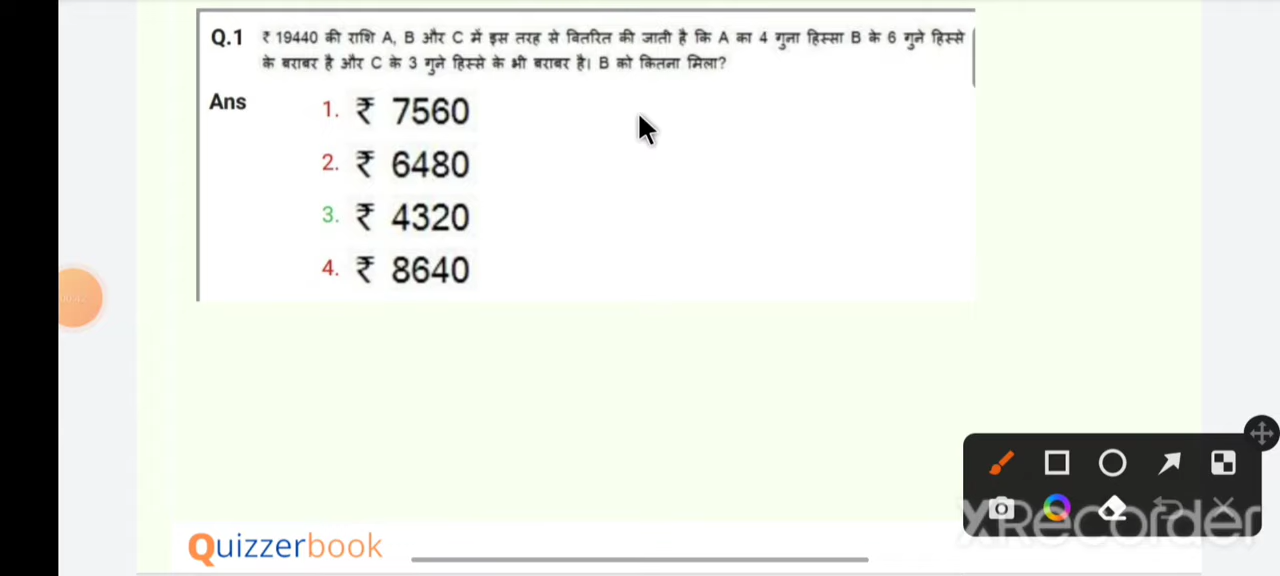 Q.1 ₹ 19440 की राशि A, B और C में इस तरह से वितरित की जाती है कि A का 4 गुना हिस्सा B के 6 गुने हिस्से
के बराबर है और C के 3 गुने हिस्से के भी बराबर है। B को कितना मिला?
Ans 1. ₹ 7560
2. ₹ 6480
3. ₹ 4320
4. ₹ 8640
XRecorder
Quizzerbook